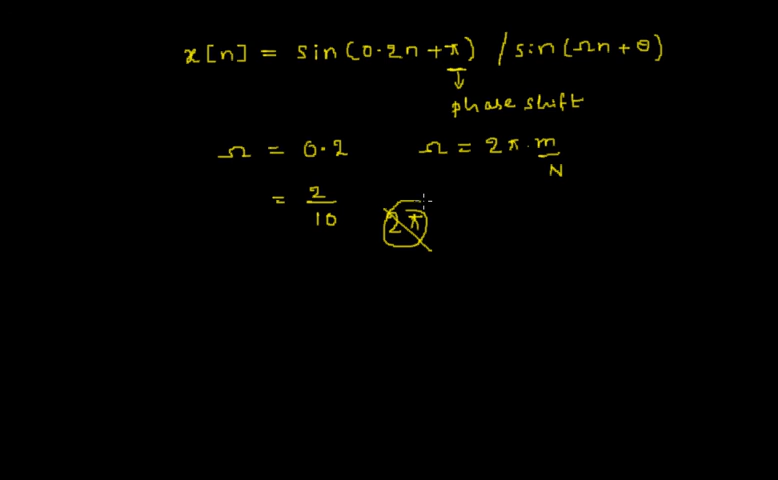 x[n] = sin(0.2n + π) / sin(Ωn + θ)
phase shift
Ω = 0.2 Ω = 2π · m/N
= 2/10 2π